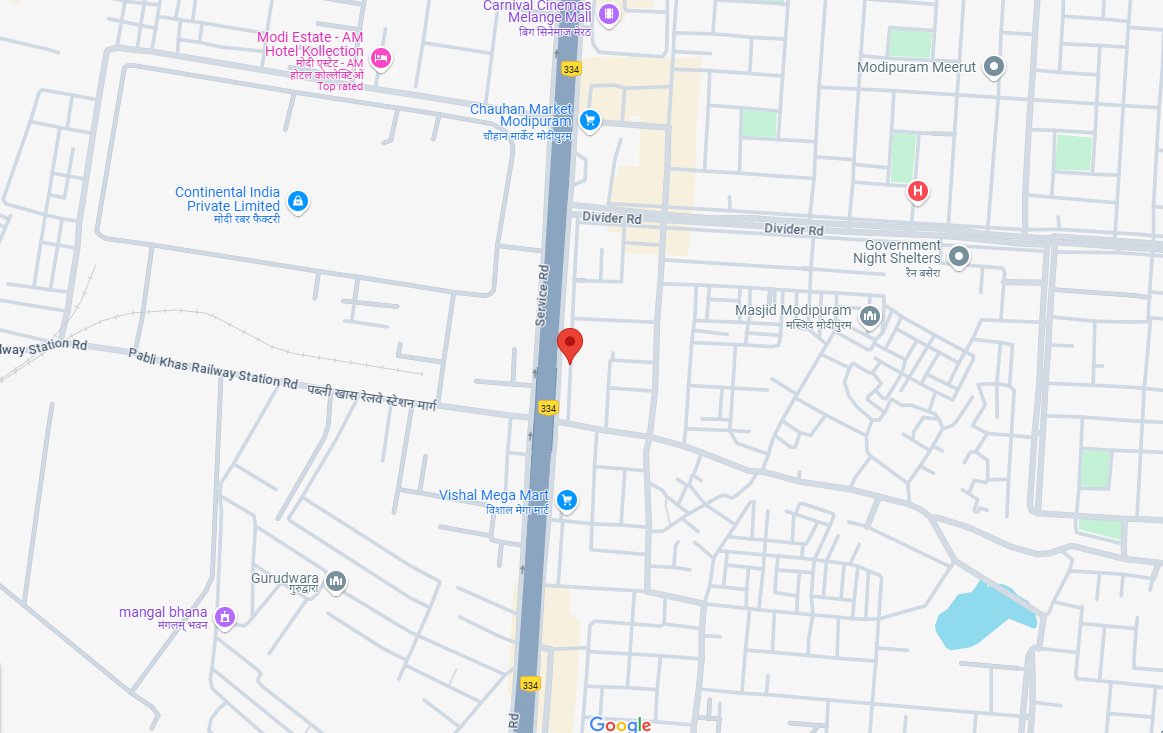 Carnival Cinemas
Melange Mall
बिग सिनेमाज मेरठ
Modi Estate - AM
Hotel Kollection
मोदी एस्टेट - AM
होटल कोल्लेक्टिओं
Top rated
334
Modipuram Meerut
Chauhan Market
Modipuram
चौहान मार्केट मोदीपुरम
H
Continental India
Private Limited
मोदी रबर फैक्टरी
Divider Rd
Divider Rd
Government
Night Shelters
रैन बसेरा
Service Rd
Masjid Modipuram
मस्जिद मोदीपुरम
lway Station Rd
Pabli Khas Railway Station Rd
पब्ली खास रेलवे स्टेशन मार्ग
334
Vishal Mega Mart
विशाल मेगा मार्ट
Gurudwara
गुरुद्वारा
mangal bhana
मंगलम् भवन
334
Rd
Google